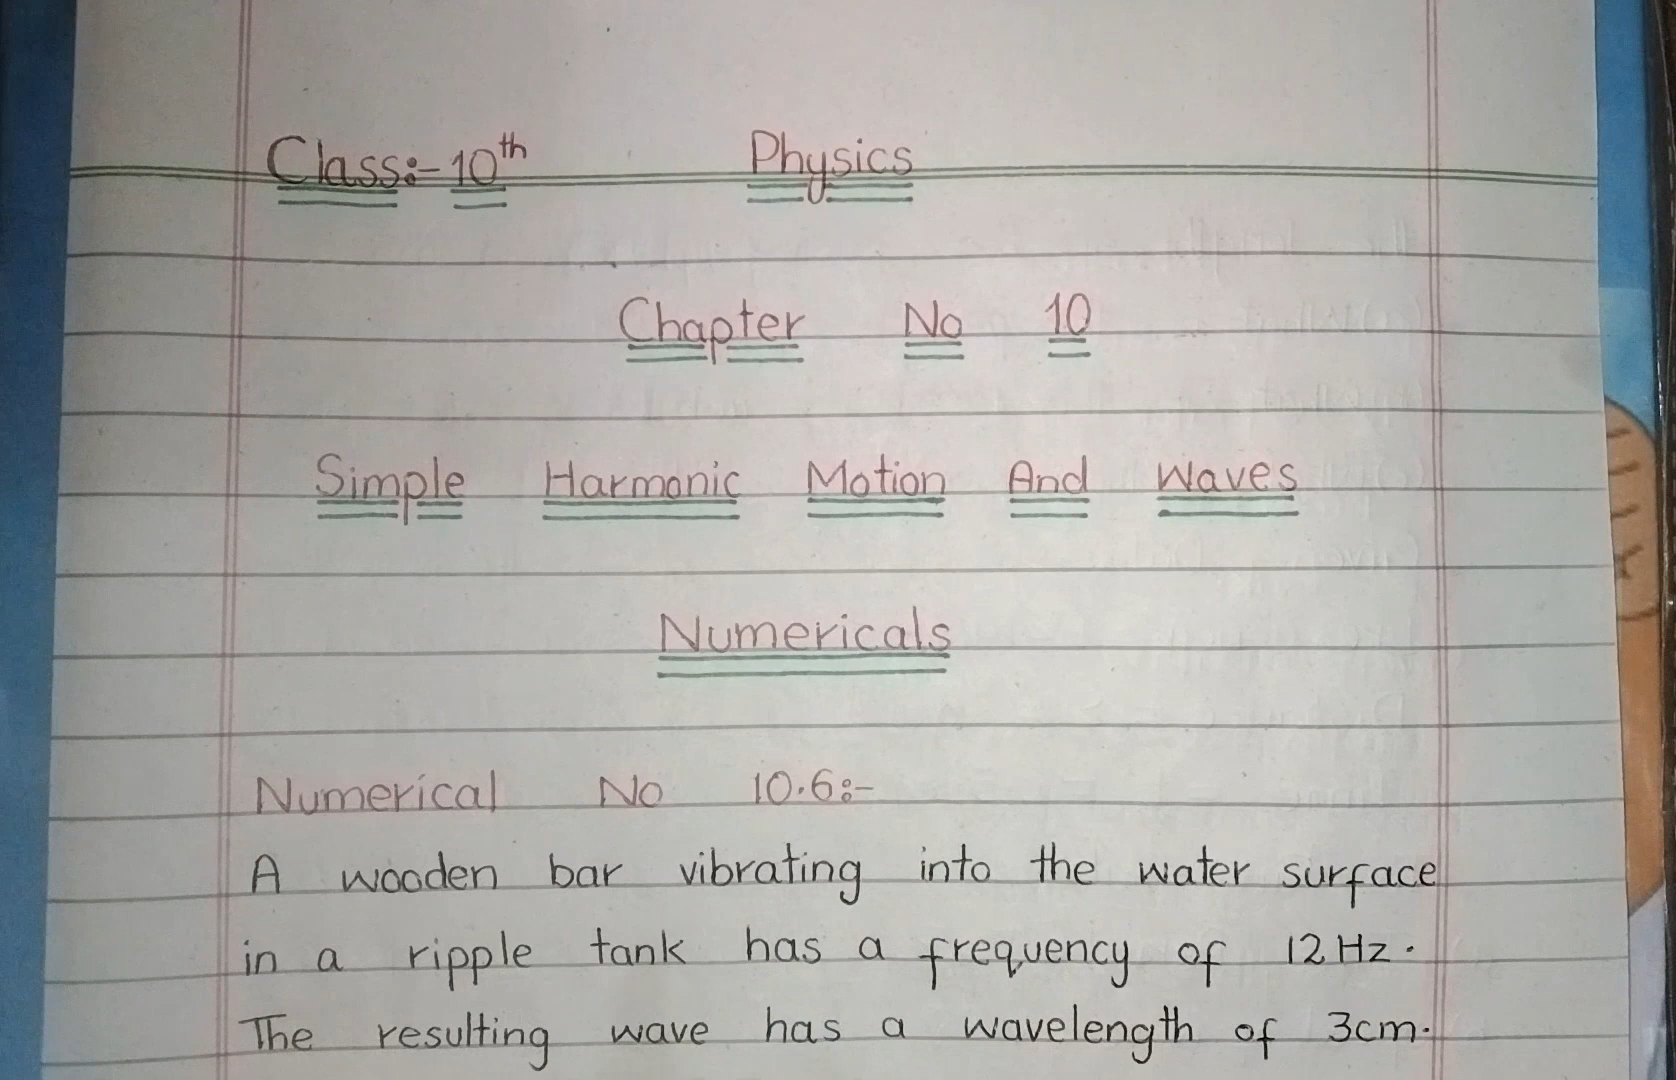 Class:- 10th Physics
Chapter No 10
Simple Harmonic Motion And Waves
Numericals
Numerical No 10.6:-
A wooden bar vibrating into the water surface
in a ripple tank has a frequency of 12 Hz.
The resulting wave has a wavelength of 3cm.